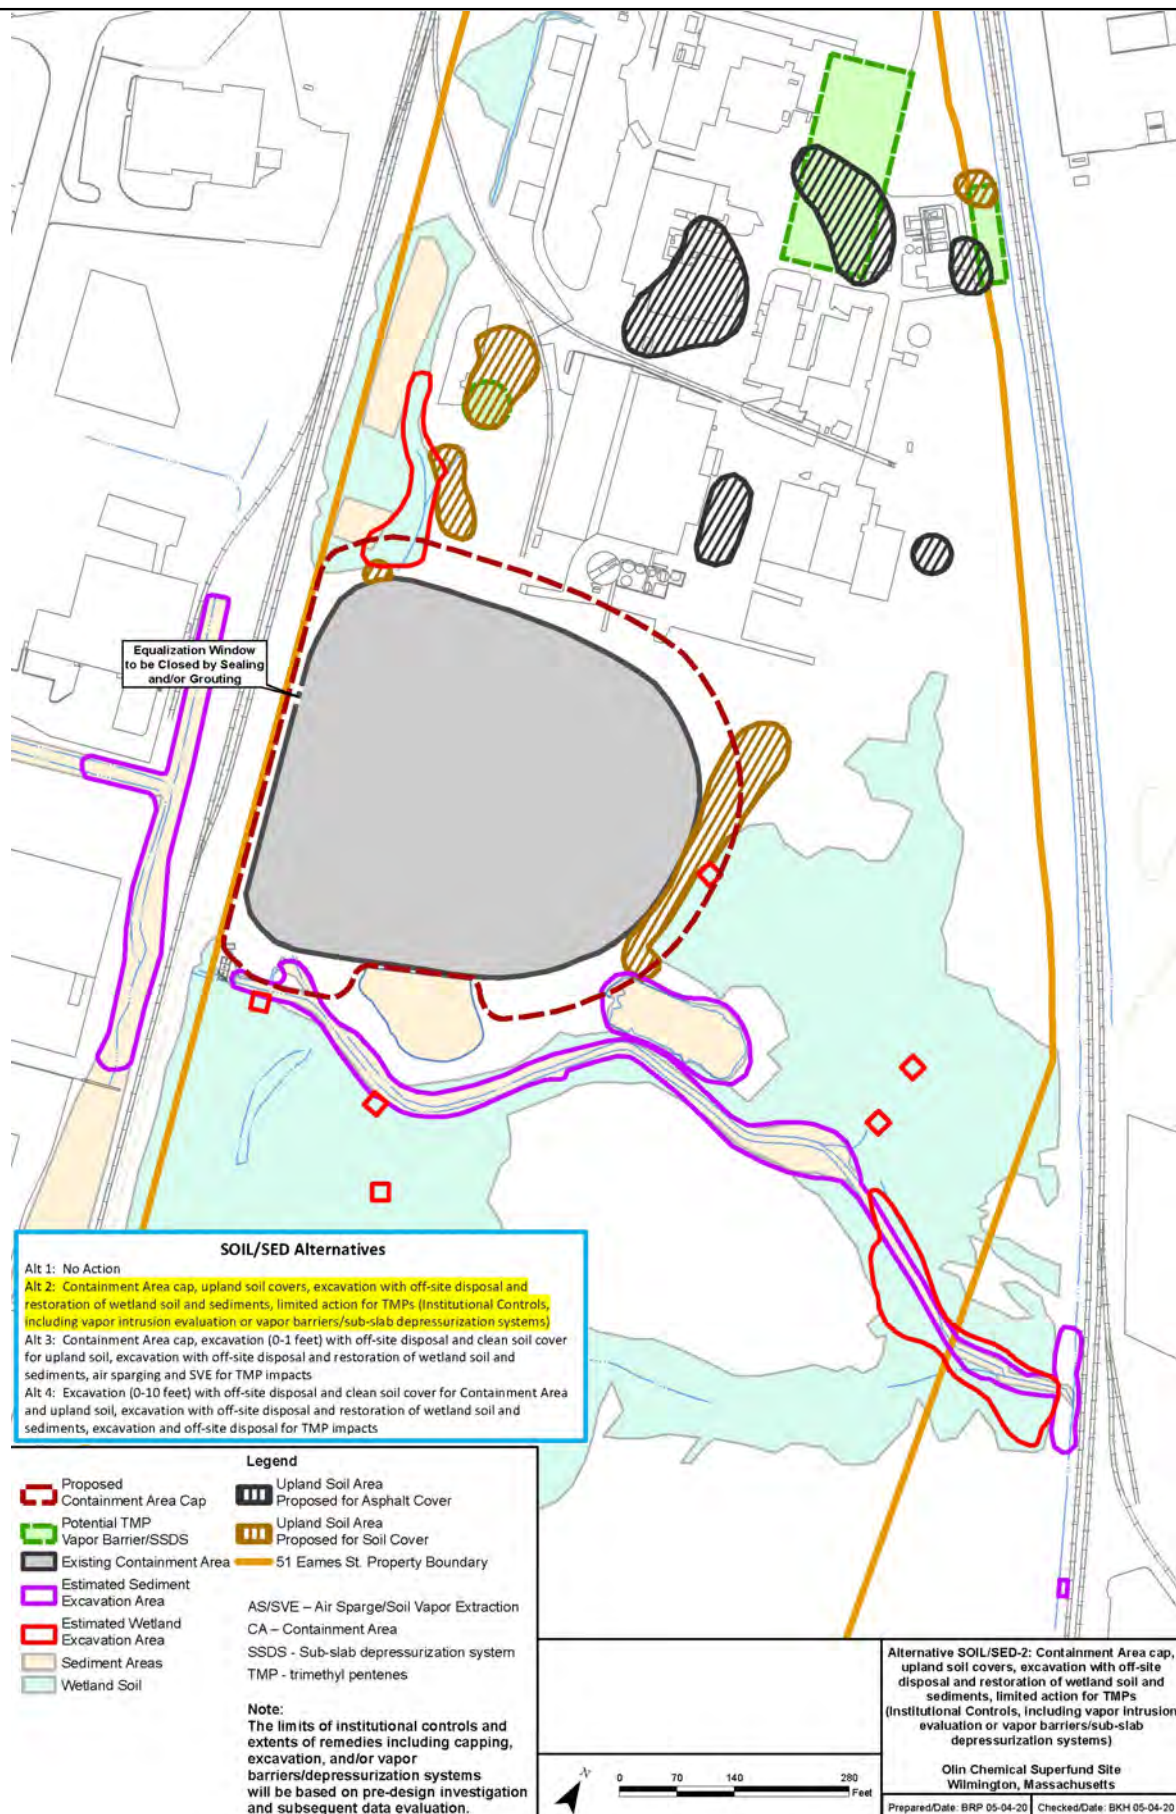 Equalization Window
to be Closed by Sealing
and/or Grouting
SOIL/SED Alternatives
Alt 1: No Action
Alt 2: Containment Area cap, upland soil covers, excavation with off-site disposal and
restoration of wetland soil and sediments, limited action for TMPs (Institutional Controls,
including vapor intrusion evaluation or vapor barriers/sub-slab depressurization systems)
Alt 3: Containment Area cap, excavation (0-1 feet) with off-site disposal and clean soil cover
for upland soil, excavation with off-site disposal and restoration of wetland soil and
sediments, air sparging and SVE for TMP impacts
Alt 4: Excavation (0-10 feet) with off-site disposal and clean soil cover for Containment Area
and upland soil, excavation with off-site disposal and restoration of wetland soil and
sediments, excavation and off-site disposal for TMP impacts
Legend
Proposed
Containment Area Cap
Potential TMP
Vapor Barrier/SSDS
Existing Containment Area
Estimated Sediment
Excavation Area
Estimated Wetland
Excavation Area
Sediment Areas
Wetland Soil
Upland Soil Area
Proposed for Asphalt Cover
Upland Soil Area
Proposed for Soil Cover
51 Eames St. Property Boundary
AS/SVE – Air Sparge/Soil Vapor Extraction
CA – Containment Area
SSDS - Sub-slab depressurization system
TMP - trimethyl pentenes
Note:
The limits of institutional controls and
extents of remedies including capping,
excavation, and/or vapor
barriers/depressurization systems
will be based on pre-design investigation
and subsequent data evaluation.
N
0 70 140 280
Feet
Alternative SOIL/SED-2: Containment Area cap,
upland soil covers, excavation with off-site
disposal and restoration of wetland soil and
sediments, limited action for TMPs
(Institutional Controls, including vapor intrusion
evaluation or vapor barriers/sub-slab
depressurization systems)
Olin Chemical Superfund Site
Wilmington, Massachusetts
Prepared/Date: BRP 05-04-20
Checked/Date: BKH 05-04-20